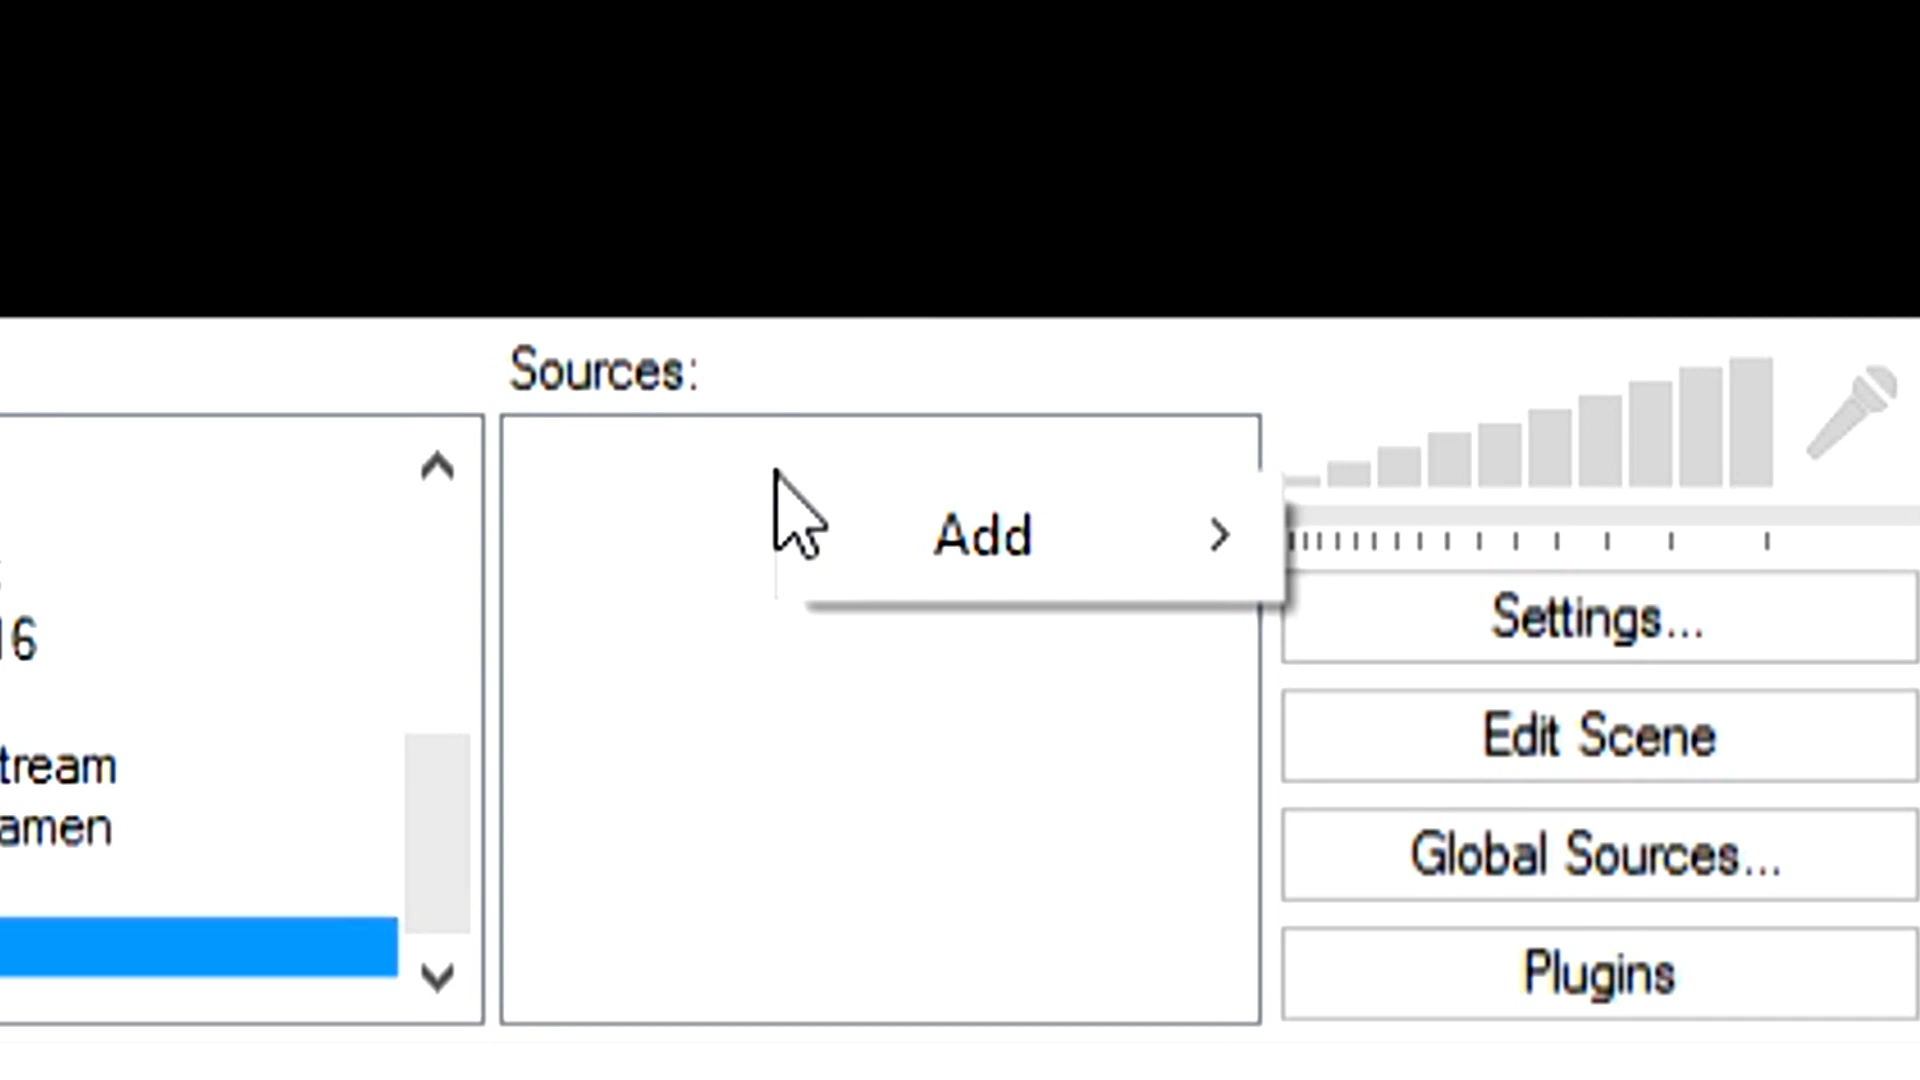 Sources:
Add
16
tream
amen
Settings...
Edit Scene
Global Sources...
Plugins